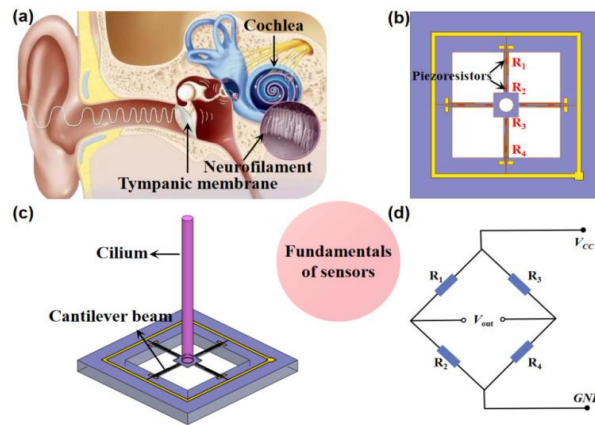 (a)
Cochlea
Neurofilament
Tympanic membrane
(b)
R1
Piezoresistors
R2
R3
R4
(c)
Cilium
Cantilever beam
Fundamentals
of sensors
(d)
VCC
R1
R3
Vout
R2
R4
GND